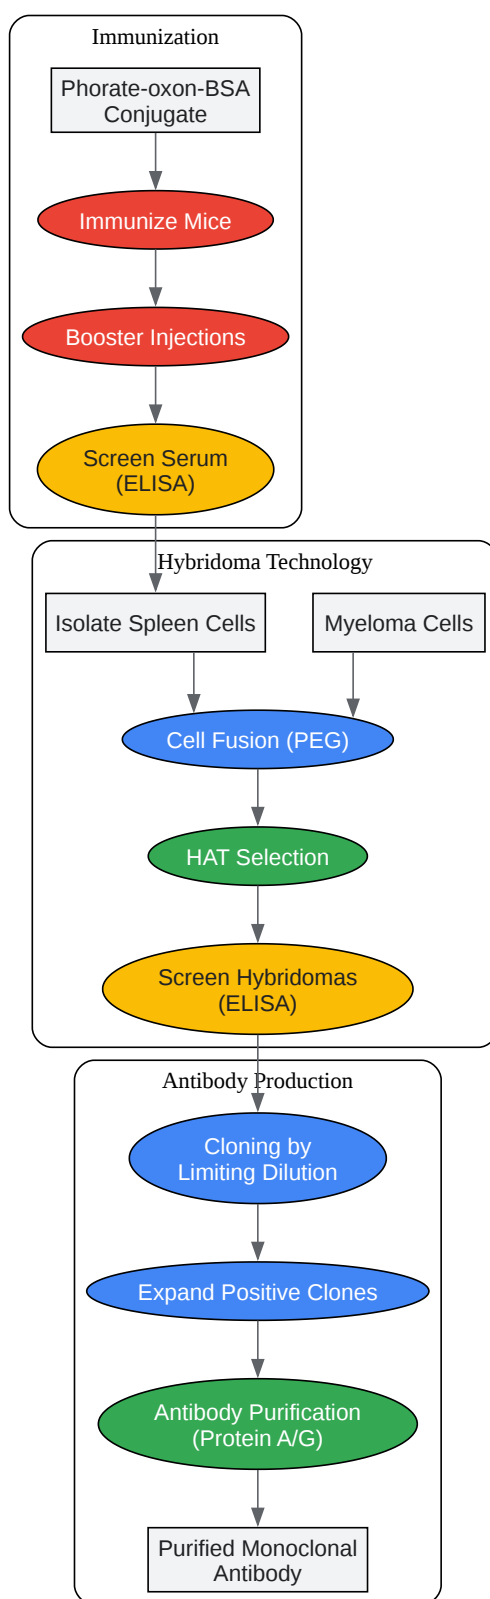 Immunization
Phorate-oxon-BSA
Conjugate
Immunize Mice
Booster Injections
Screen Serum
(ELISA)
Hybridoma Technology
Isolate Spleen Cells
Myeloma Cells
Cell Fusion (PEG)
HAT Selection
Screen Hybridomas
(ELISA)
Antibody Production
Cloning by
Limiting Dilution
Expand Positive Clones
Antibody Purification
(Protein A/G)
Purified Monoclonal
Antibody